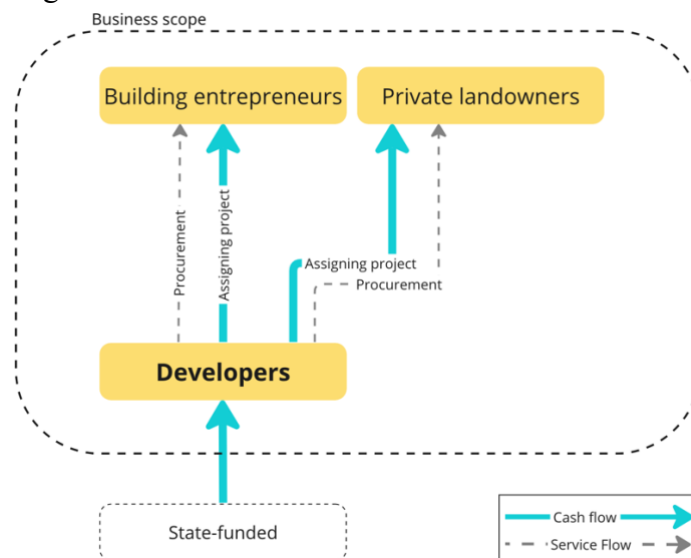 Business scope
Building entrepreneurs
Private landowners
Procurement
Assigning project
Assigning project
Procurement
Developers
State-funded
Cash flow
Service Flow